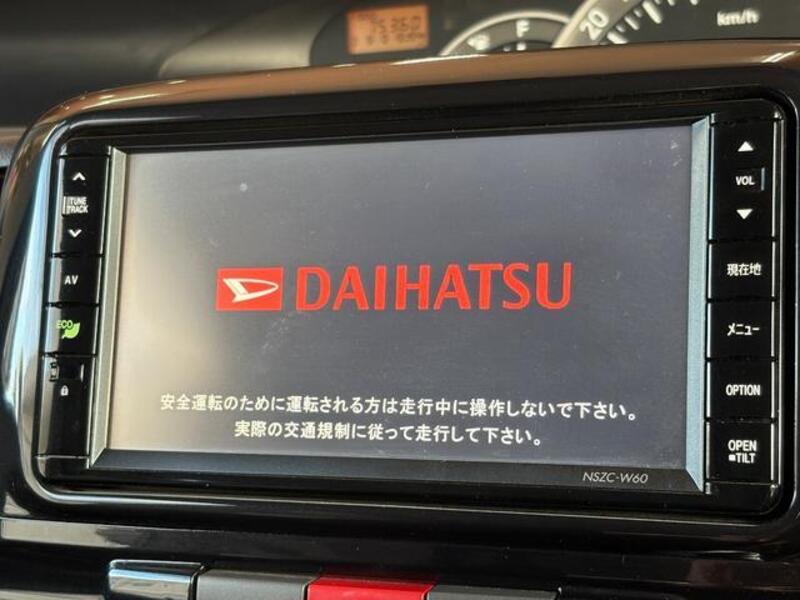 20
km/h
F
TUNE
TRACK
VOL
AV
現在地
ECO
DAIHATSU
メニュー
OPTION
安全運転のために運転される方は走行中に操作しないで下さい。
実際の交通規制に従って走行して下さい。
OPEN
TILT
NSZC-W60